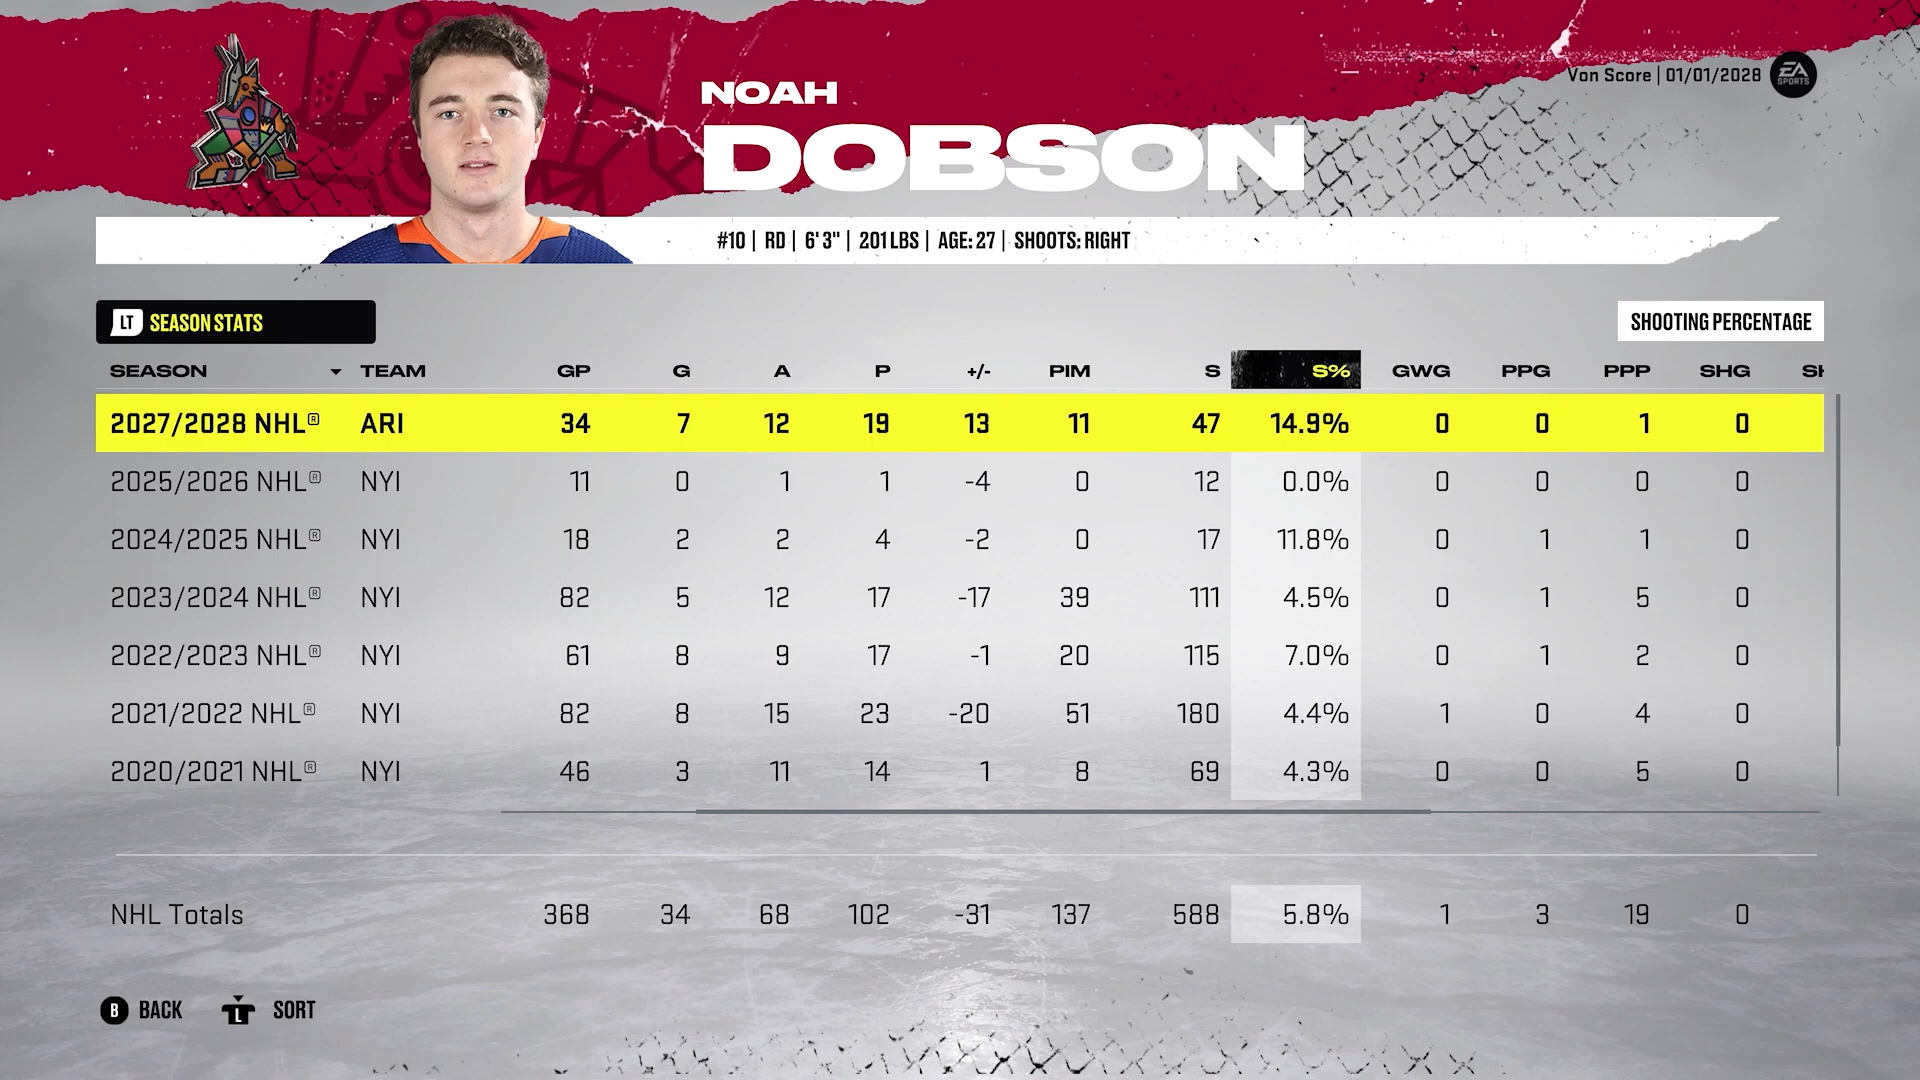 Von Score | 01/01/2028
EA SPORTS
NOAH
DOBSON
#10 | RD | 6' 3" | 201 LBS | AGE: 27 | SHOOTS: RIGHT
LT SEASON STATS
SHOOTING PERCENTAGE
SEASON TEAM GP G A P +/- PIM S S% GWG PPG PPP SHG
2027/2028 NHL® ARI 34 7 12 19 13 11 47 14.9% 0 0 1 0
2025/2026 NHL® NYI 11 0 1 1 -4 0 12 0.0% 0 0 0 0
2024/2025 NHL® NYI 18 2 2 4 -2 0 17 11.8% 0 1 1 0
2023/2024 NHL® NYI 82 5 12 17 -17 39 111 4.5% 0 1 5 0
2022/2023 NHL® NYI 61 8 9 17 -1 20 115 7.0% 0 1 2 0
2021/2022 NHL® NYI 82 8 15 23 -20 51 180 4.4% 1 0 4 0
2020/2021 NHL® NYI 46 3 11 14 1 8 69 4.3% 0 0 5 0
NHL Totals 368 34 68 102 -31 137 588 5.8% 1 3 19 0
B BACK L SORT